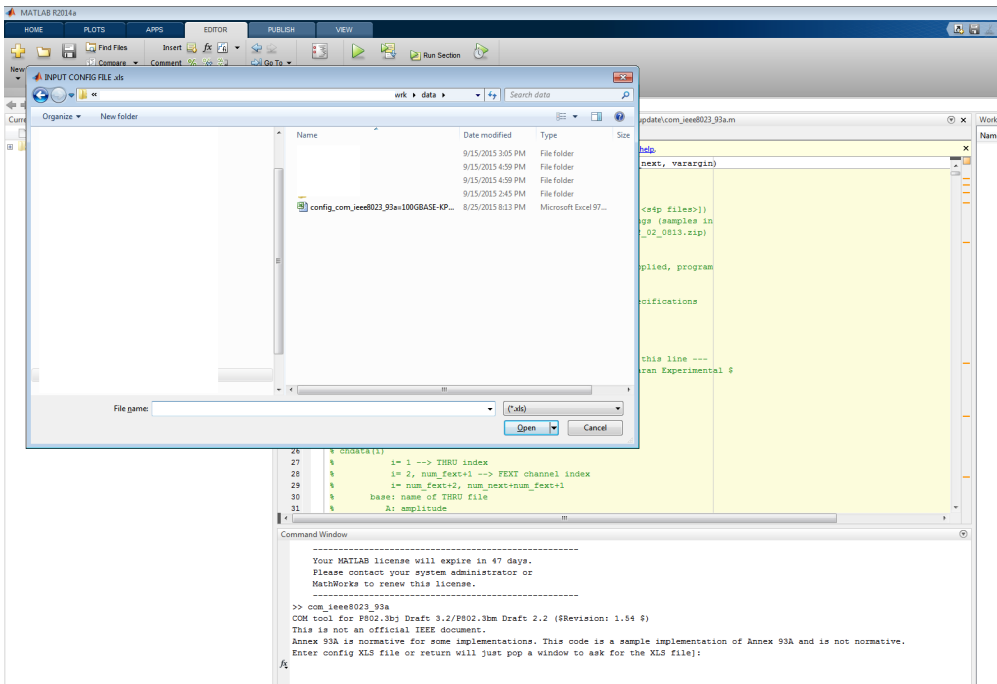 MATLAB R2014a
HOME PLOTS APPS EDITOR PUBLISH VIEW
New
Find Files
Compare
Insert
Comment
Go To
Run Section
INPUT CONFIG FILE .xls
« wrk ▸ data ▸
Search data
Organize New folder
Name Date modified Type Size
9/15/2015 3:05 PM File folder
9/15/2015 4:59 PM File folder
9/15/2015 4:59 PM File folder
9/15/2015 2:45 PM File folder
config_com_ieee8023_93a=100GBASE-KP... 8/25/2015 8:13 PM Microsoft Excel 97...
File name:
(*.xls)
Open Cancel
Curre
update\com_ieee8023_93a.m
Work
Nam
help.
next, varargin)
<s4p files>])
gs (samples in
_02_0813.zip)
pplied, program
ecifications
this line ---
aran Experimental $
26 % chdata(i)
27 % i= 1 --> THRU index
28 % i= 2, num_fext+1 --> FEXT channel index
29 % i= num_fext+2, num_next+num_fext+1
30 % base: name of THRU file
31 % A: amplitude
Command Window
-----------------------------------------------------
Your MATLAB license will expire in 47 days.
Please contact your system administrator or
MathWorks to renew this license.
-----------------------------------------------------
>> com_ieee8023_93a
COM tool for P802.3bj Draft 3.2/P802.3bm Draft 2.2 ($Revision: 1.54 $)
This is not an official IEEE document.
Annex 93A is normative for some implementations. This code is a sample implementation of Annex 93A and is not normative.
Enter config XLS file or return will just pop a window to ask for the XLS file]:
fx